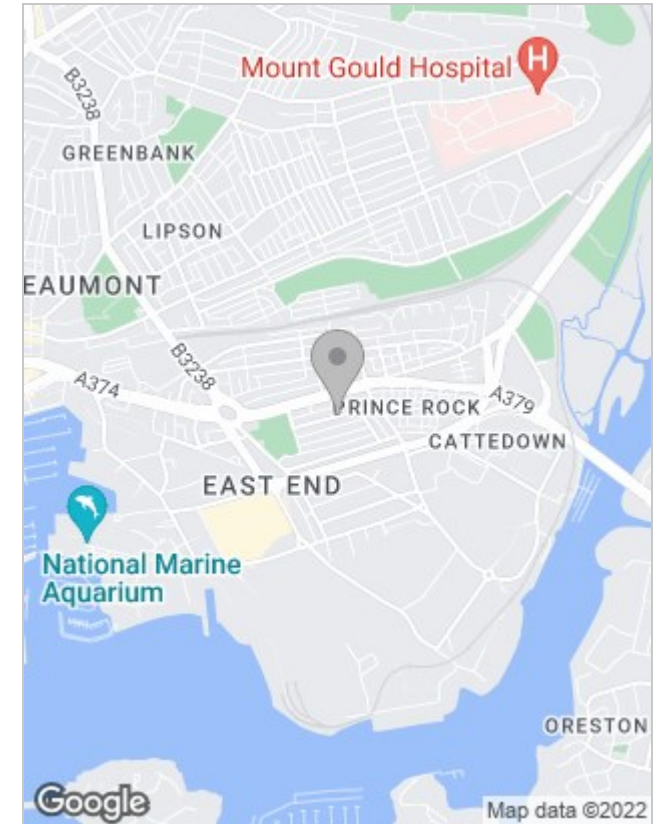 Mount Gould Hospital
H
B3238
GREENBANK
LIPSON
EAUMONT
B3238
A374
PRINCE ROCK
A379
CATTEDOWN
EAST END
National Marine
Aquarium
ORESTON
Google
Map data ©2022